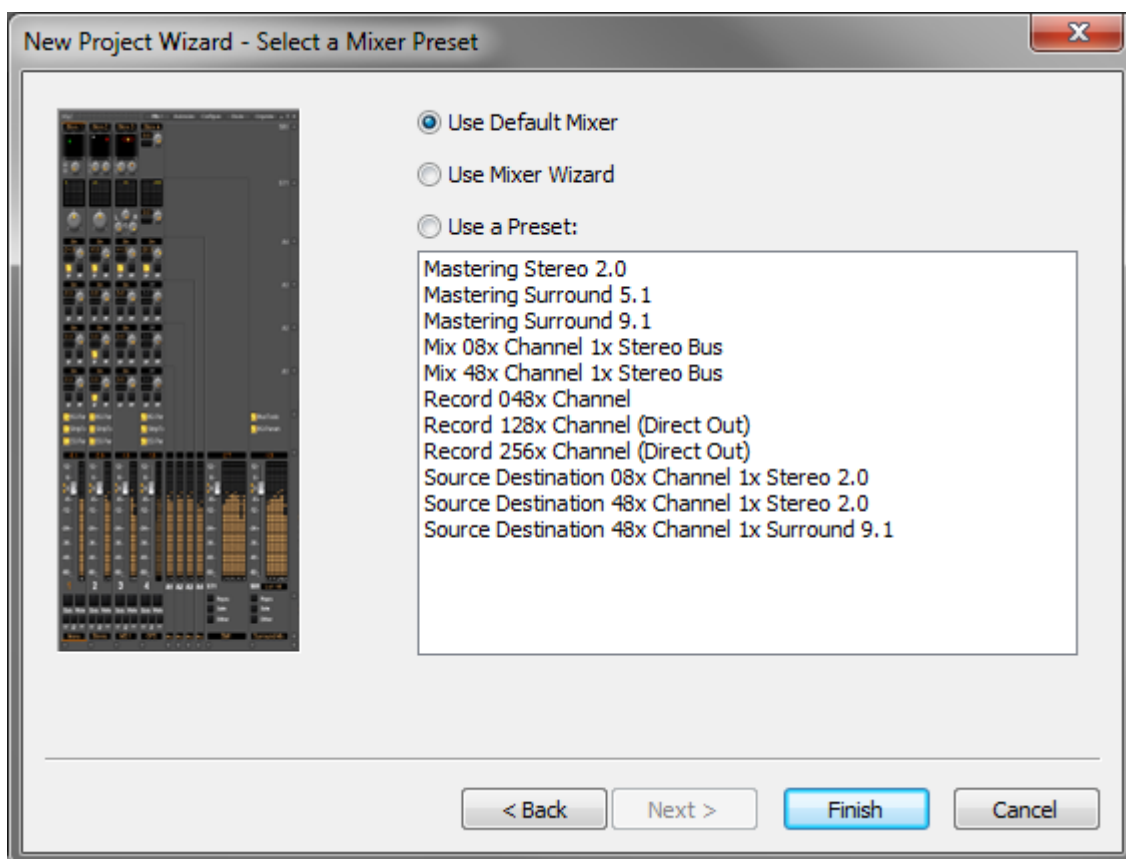 New Project Wizard - Select a Mixer Preset
Use Default Mixer
Use Mixer Wizard
Use a Preset:
Mastering Stereo 2.0
Mastering Surround 5.1
Mastering Surround 9.1
Mix 08x Channel 1x Stereo Bus
Mix 48x Channel 1x Stereo Bus
Record 048x Channel
Record 128x Channel (Direct Out)
Record 256x Channel (Direct Out)
Source Destination 08x Channel 1x Stereo 2.0
Source Destination 48x Channel 1x Stereo 2.0
Source Destination 48x Channel 1x Surround 9.1
1 2 3 4
< Back Next > Finish Cancel